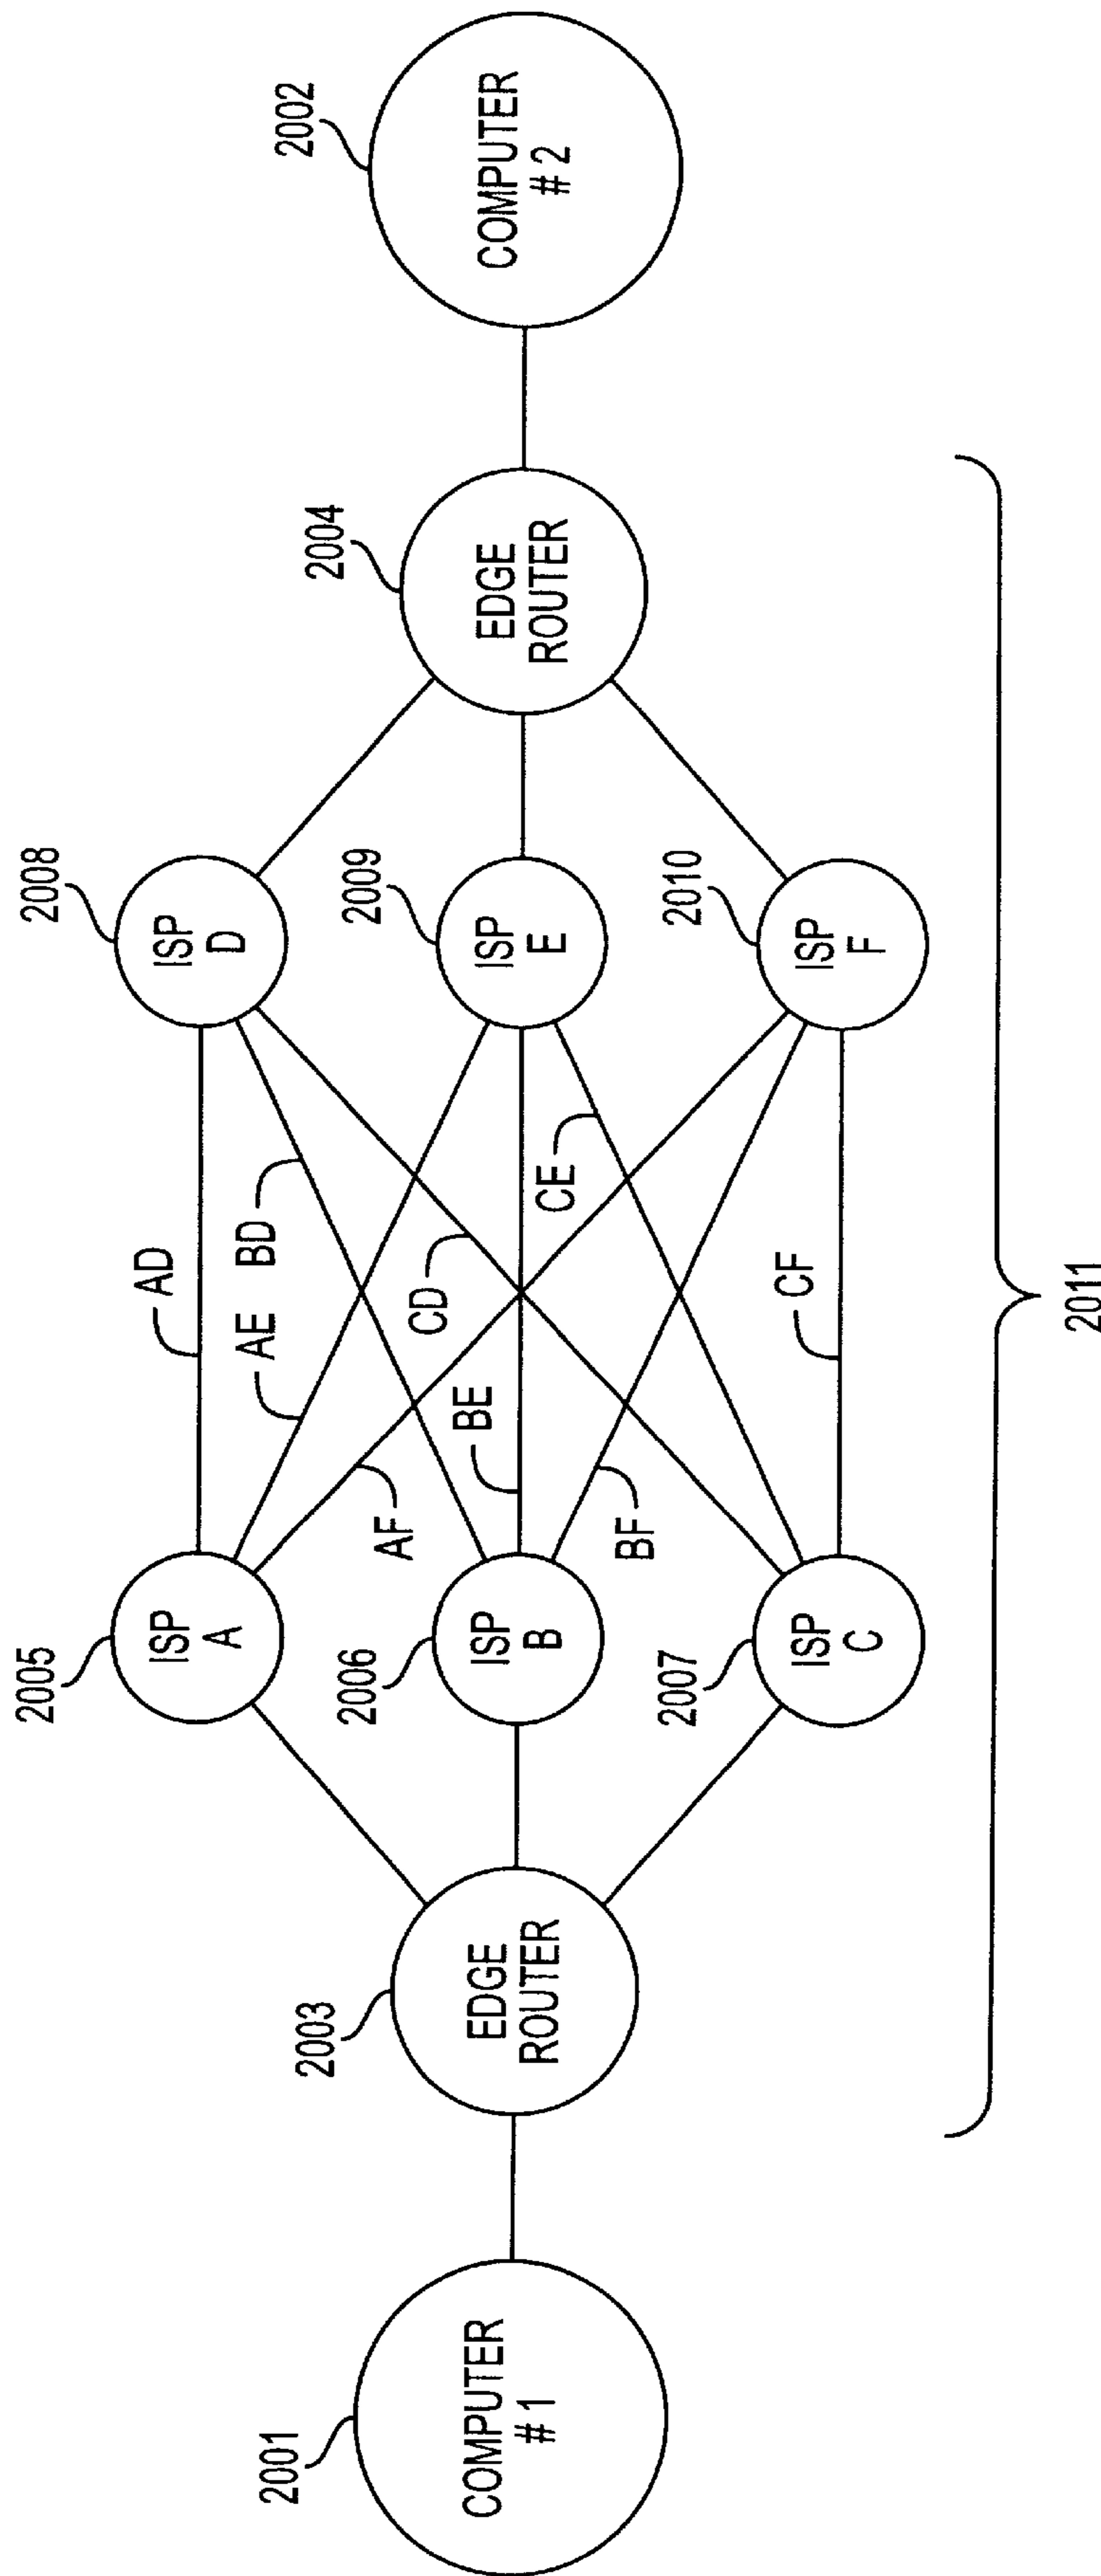 2001
COMPUTER
# 1
2003
EDGE
ROUTER
2005
ISP
A
2006
ISP
B
2007
ISP
C
AD
AE
BD
AF
CD
BE
CE
BF
CF
2008
ISP
D
2009
ISP
E
2010
ISP
F
2004
EDGE
ROUTER
2002
COMPUTER
# 2
2011